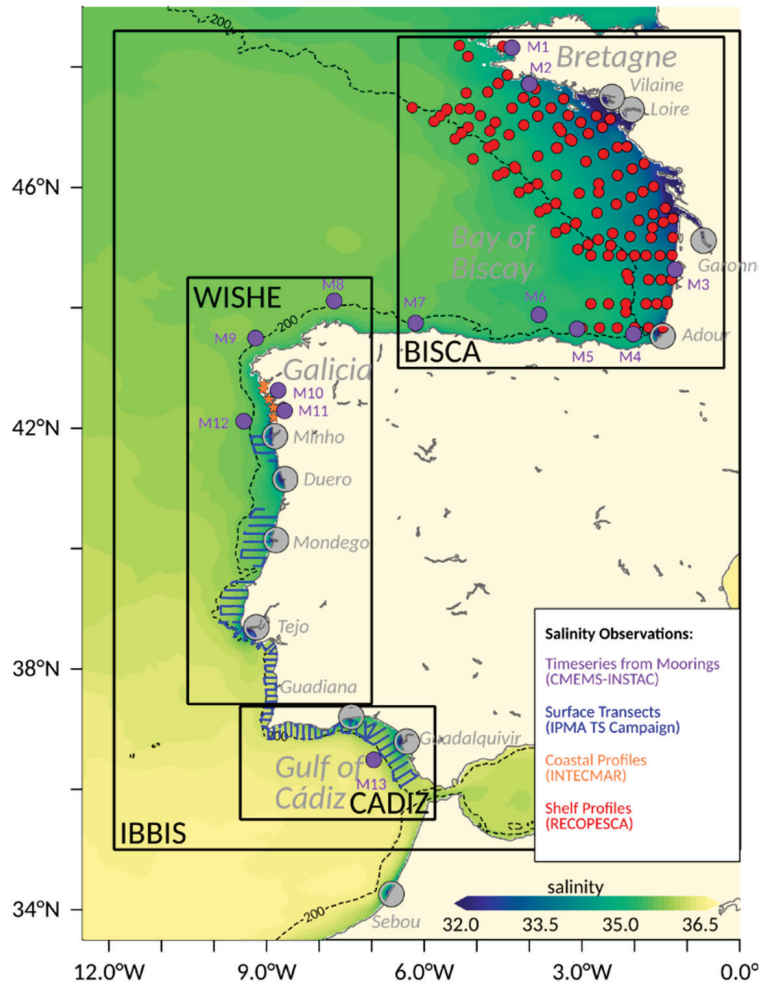 M1
Bretagne
M2
Vilaine
Loire
46°N
Bay of
Biscay
Garonn
M3
WISHE
M8
M7
M6
200
M9
Adour
BISCA
M5
M4
Galicia
M10
M11
42°N
M12
Minho
Duero
Mondego
Tejo
Salinity Observations:
Timeseries from Moorings
(CMEMS-INSTAC)
Surface Transects
(IPMA TS Campaign)
Coastal Profiles
(INTECMAR)
Shelf Profiles
(RECOPESCA)
38°N
Guadiana
200
Guadalquivir
Gulf of
Cádiz
M13
CADIZ
IBBIS
salinity
34°N
200
Sebou
32.0
33.5
35.0
36.5
12.0°W
9.0°W
6.0°W
3.0°W
0.0°